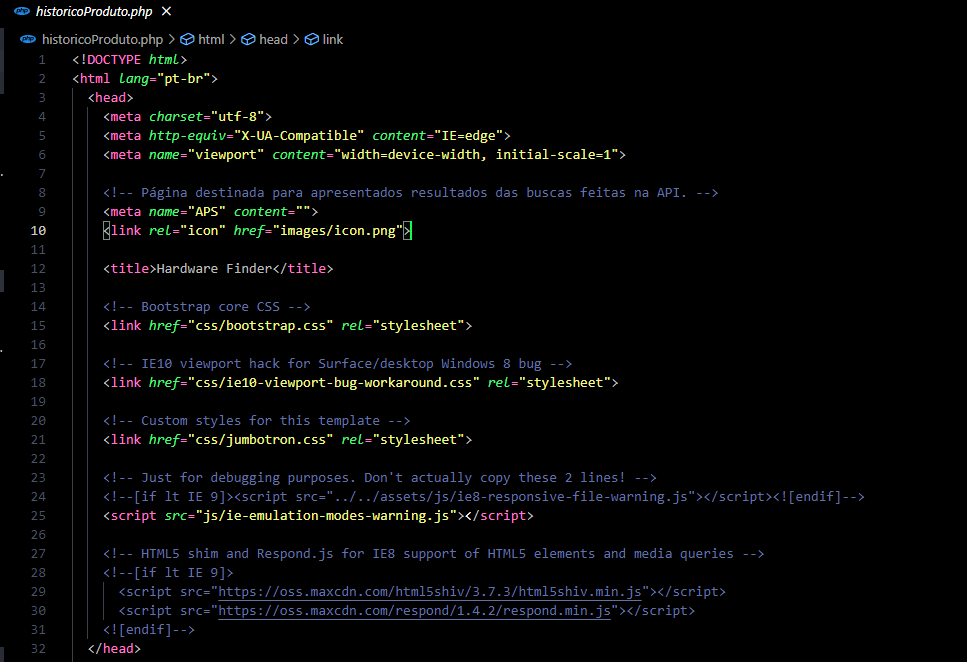 historicoProduto.php ×
historicoProduto.php > html > head > link
1 <!DOCTYPE html>
2 <html lang="pt-br">
3 <head>
4 <meta charset="utf-8">
5 <meta http-equiv="X-UA-Compatible" content="IE=edge">
6 <meta name="viewport" content="width=device-width, initial-scale=1">
7
8 <!-- Página destinada para apresentados resultados das buscas feitas na API. -->
9 <meta name="APS" content="">
10 <link rel="icon" href="images/icon.png">
11
12 <title>Hardware Finder</title>
13
14 <!-- Bootstrap core CSS -->
15 <link href="css/bootstrap.css" rel="stylesheet">
16
17 <!-- IE10 viewport hack for Surface/desktop Windows 8 bug -->
18 <link href="css/ie10-viewport-bug-workaround.css" rel="stylesheet">
19
20 <!-- Custom styles for this template -->
21 <link href="css/jumbotron.css" rel="stylesheet">
22
23 <!-- Just for debugging purposes. Don't actually copy these 2 lines! -->
24 <!--[if lt IE 9]><script src="../../assets/js/ie8-responsive-file-warning.js"></script><![endif]-->
25 <script src="js/ie-emulation-modes-warning.js"></script>
26
27 <!-- HTML5 shim and Respond.js for IE8 support of HTML5 elements and media queries -->
28 <!--[if lt IE 9]>
29 <script src="https://oss.maxcdn.com/html5shiv/3.7.3/html5shiv.min.js"></script>
30 <script src="https://oss.maxcdn.com/respond/1.4.2/respond.min.js"></script>
31 <![endif]-->
32 </head>